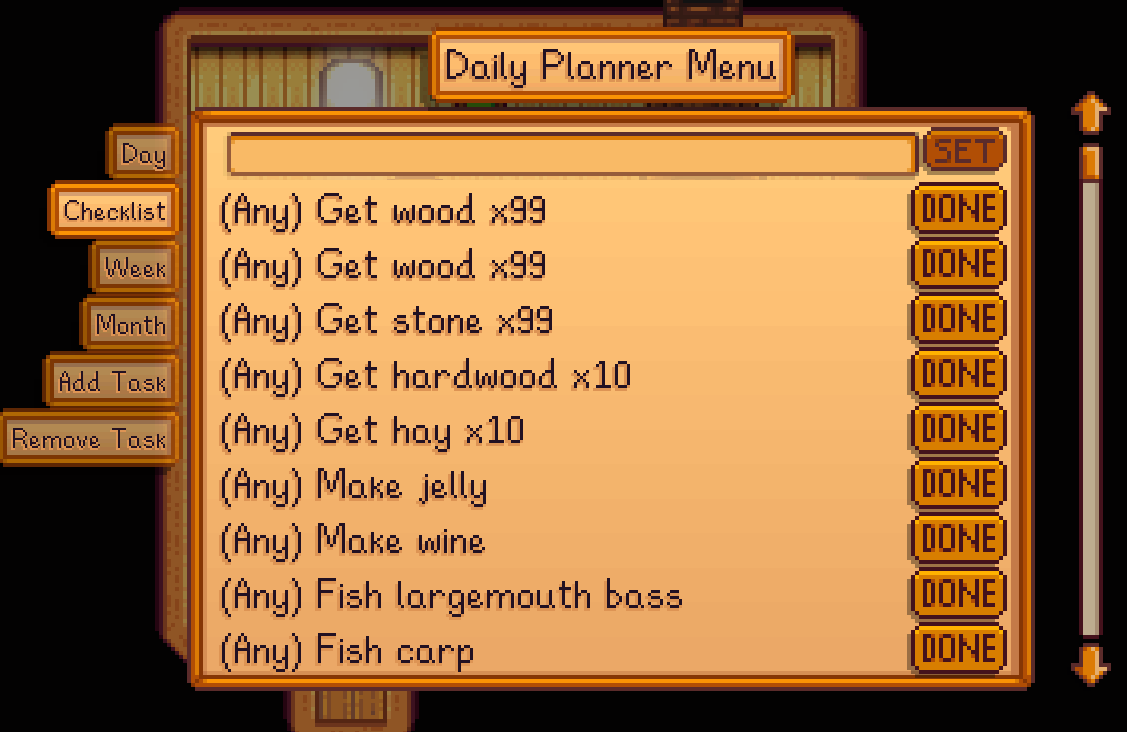 Daily Planner Menu
Day
Checklist
Week
Month
Add Task
Remove Task
SET
(Any) Get wood x99 DONE
(Any) Get wood x99 DONE
(Any) Get stone x99 DONE
(Any) Get hardwood x10 DONE
(Any) Get hay x10 DONE
(Any) Make jelly DONE
(Any) Make wine DONE
(Any) Fish largemouth bass DONE
(Any) Fish carp DONE